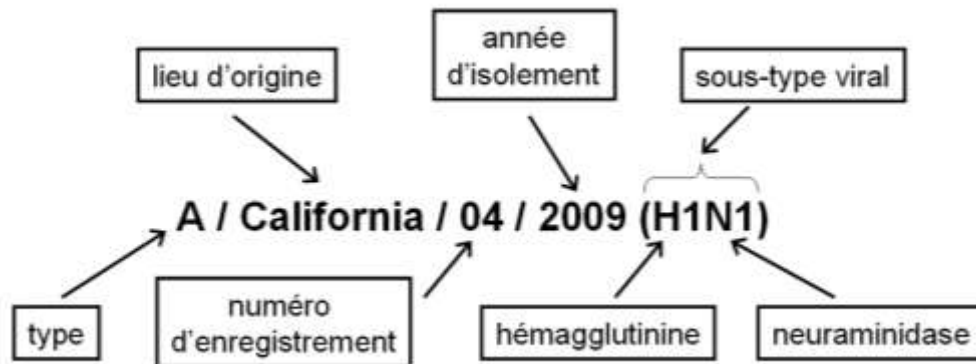 lieu d'origine
année
d'isolement
sous-type viral
A / California / 04 / 2009 (H1N1)
type
numéro
d'enregistrement
hémagglutinine
neuraminidase